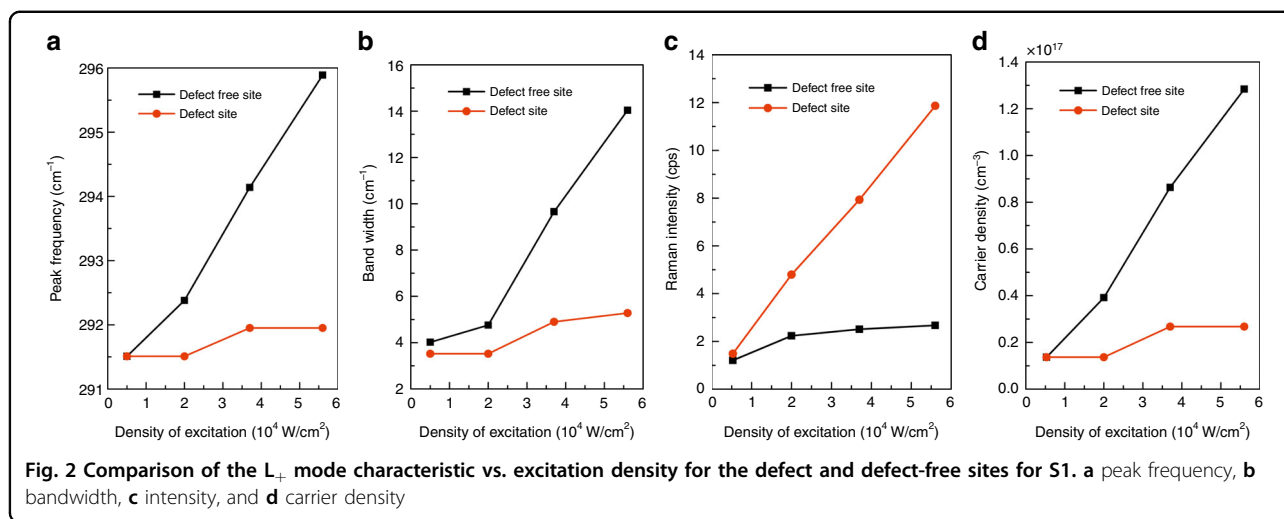 a
296
295
294
293
292
291
0 1 2 3 4 5 6
Peak frequency (cm⁻¹)
Density of excitation (10⁴ W/cm²)
Defect free site
Defect site
b
16
14
12
10
8
6
4
2
0 1 2 3 4 5 6
Band width (cm⁻¹)
Density of excitation (10⁴ W/cm²)
Defect free site
Defect site
c
14
12
10
8
6
4
2
0
0 1 2 3 4 5 6
Raman intensity (cps)
Density of excitation (10⁴ W/cm²)
Defect free site
Defect site
d
×10¹⁷
1.4
1.2
1.0
0.8
0.6
0.4
0.2
0.0
0 1 2 3 4 5 6
Carrier density (cm⁻³)
Density of excitation (10⁴ W/cm²)
Defect free site
Defect site
Fig. 2 Comparison of the L₊ mode characteristic vs. excitation density for the defect and defect-free sites for S1. a peak frequency, b
bandwidth, c intensity, and d carrier density